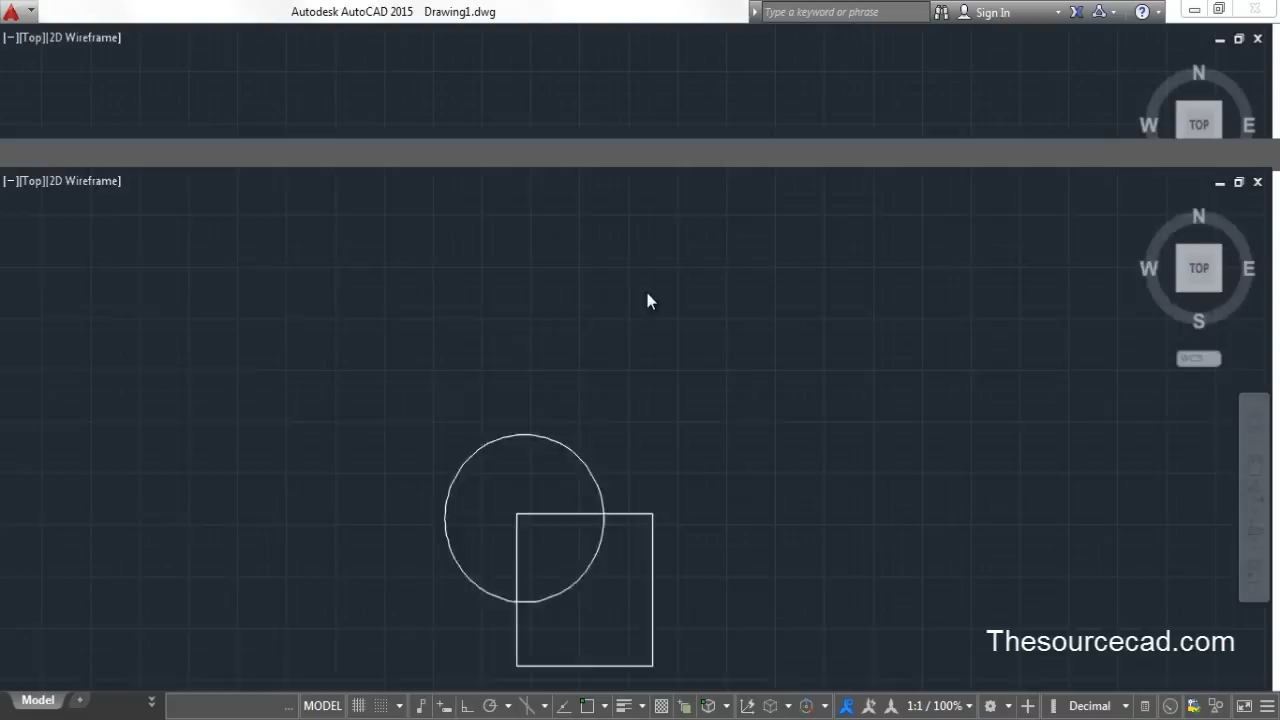 Autodesk AutoCAD 2015 Drawing1.dwg
Type a keyword or phrase
Sign In
[−][Top][2D Wireframe]
N
W TOP E
[−][Top][2D Wireframe]
N
W TOP E
S
Thesourcecad.com
Model
MODEL
1:1 / 100%
Decimal